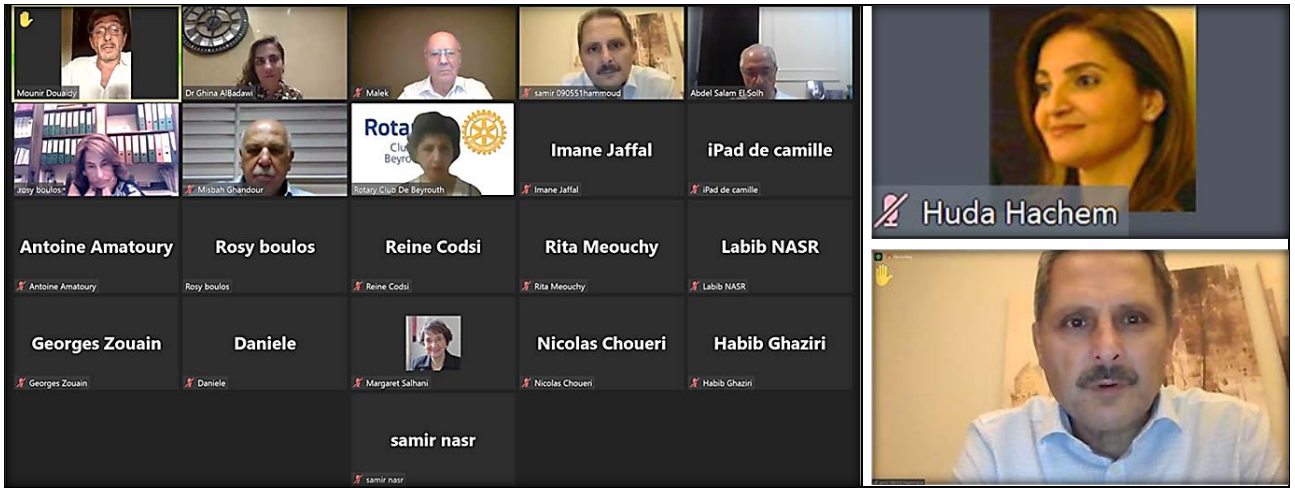 Mounir Douaidy
Dr Ghina AlBadawi
Malek
samir 090551hammoud
Abdel Salam El Solh
rosy boulos
Misbah Ghandour
Rota
Clu
Beyro
Rotary Club De Beyrouth
Imane Jaffal
Imane Jaffal
iPad de camille
iPad de camille
Antoine Amatoury
Antoine Amatoury
Rosy boulos
Rosy boulos
Reine Codsi
Reine Codsi
Rita Meouchy
Rita Meouchy
Labib NASR
Labib NASR
Georges Zouain
Georges Zouain
Daniele
Daniele
Margaret Salhani
Nicolas Choueri
Nicolas Choueri
Habib Ghaziri
Habib Ghaziri
samir nasr
samir nasr
Huda Hachem